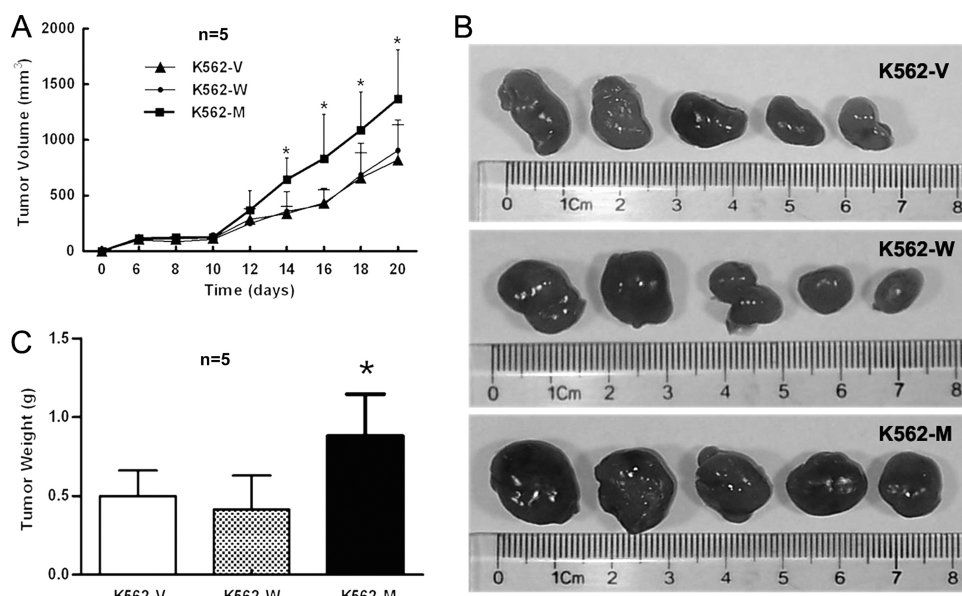 A
n=5
K562-V
K562-W
K562-M
Tumor Volume (mm³)
2000
1500
1000
500
0
* * * *
0 6 8 10 12 14 16 18 20
Time (days)
B
K562-V
0 1Cm 2 3 4 5 6 7 8
K562-W
0 1Cm 2 3 4 5 6 7 8
K562-M
0 1Cm 2 3 4 5 6 7 8
C
n=5
Tumor Weight (g)
1.5
1.0
0.5
0.0
*
K562-V K562-W K562-M